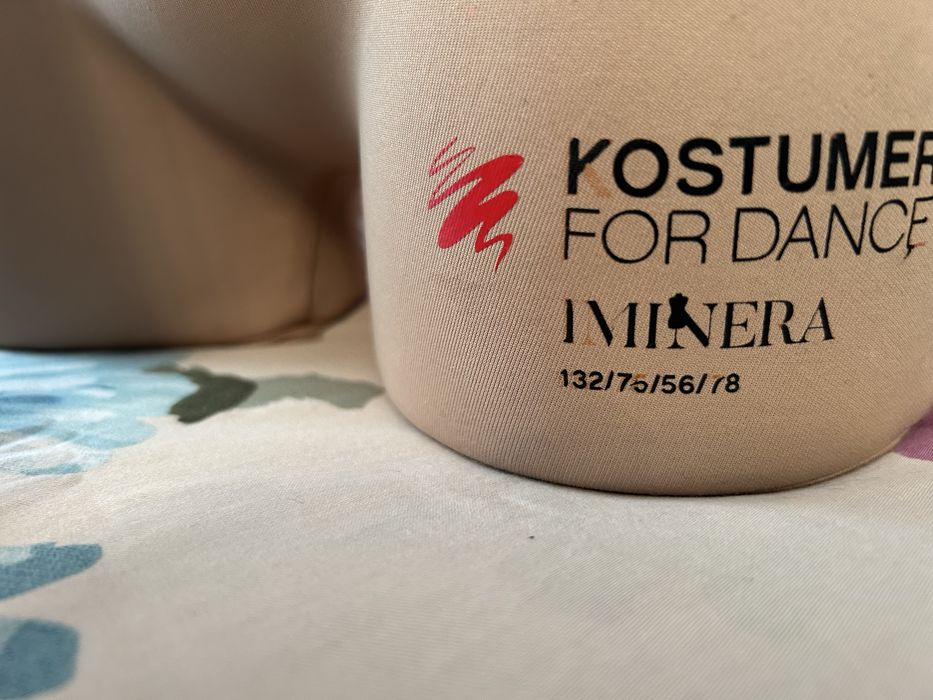 KOSTUMER
FOR DANCE
IMINERA
132/75/56/78